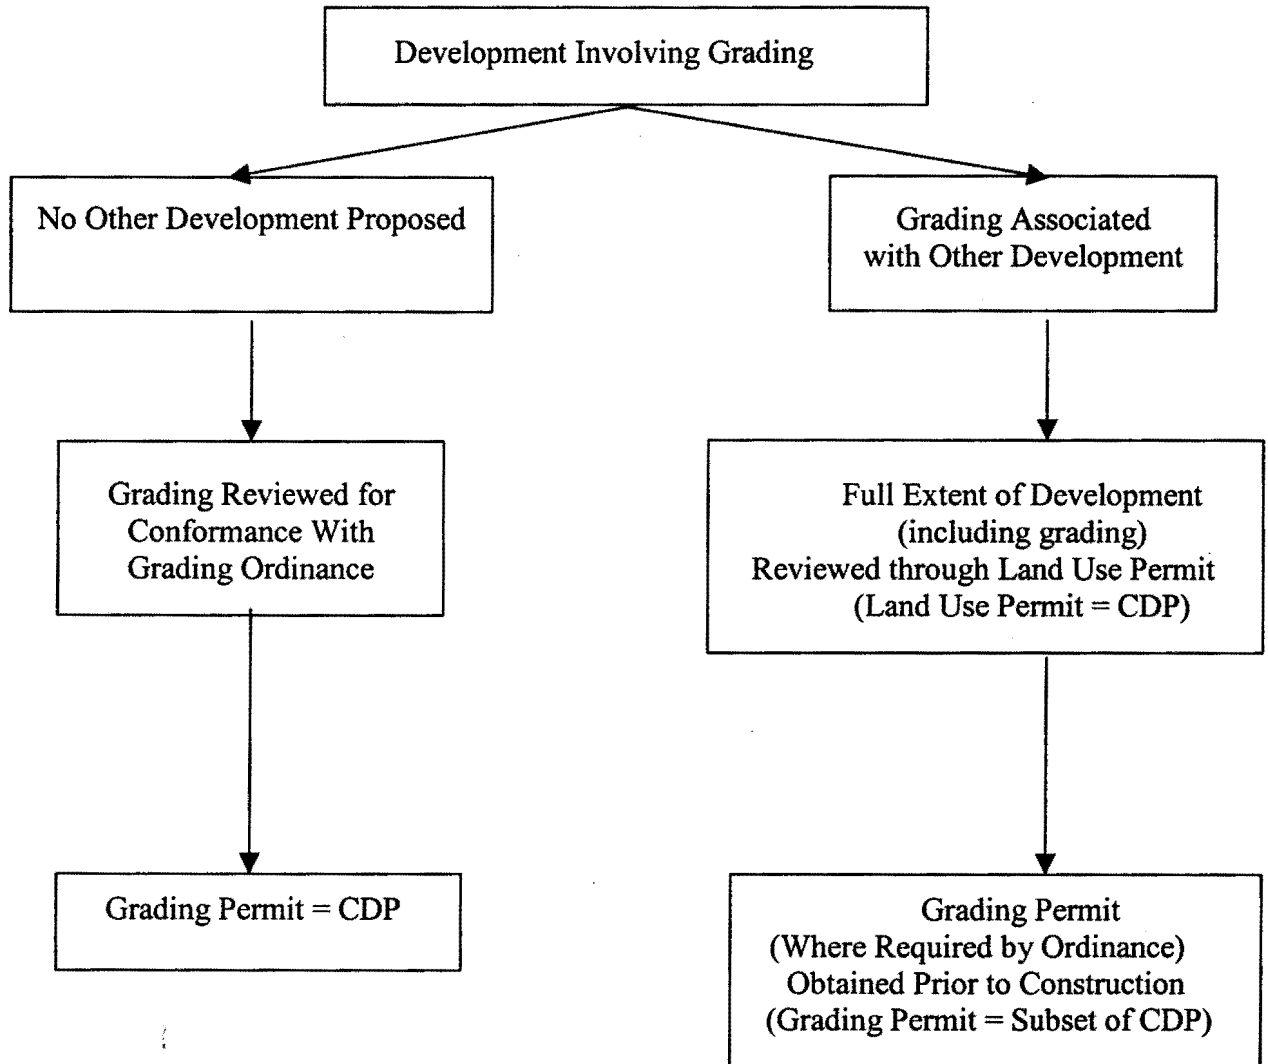 Development Involving Grading
No Other Development Proposed
Grading Associated
with Other Development
Grading Reviewed for
Conformance With
Grading Ordinance
Full Extent of Development
(including grading)
Reviewed through Land Use Permit
(Land Use Permit = CDP)
Grading Permit = CDP
Grading Permit
(Where Required by Ordinance)
Obtained Prior to Construction
(Grading Permit = Subset of CDP)